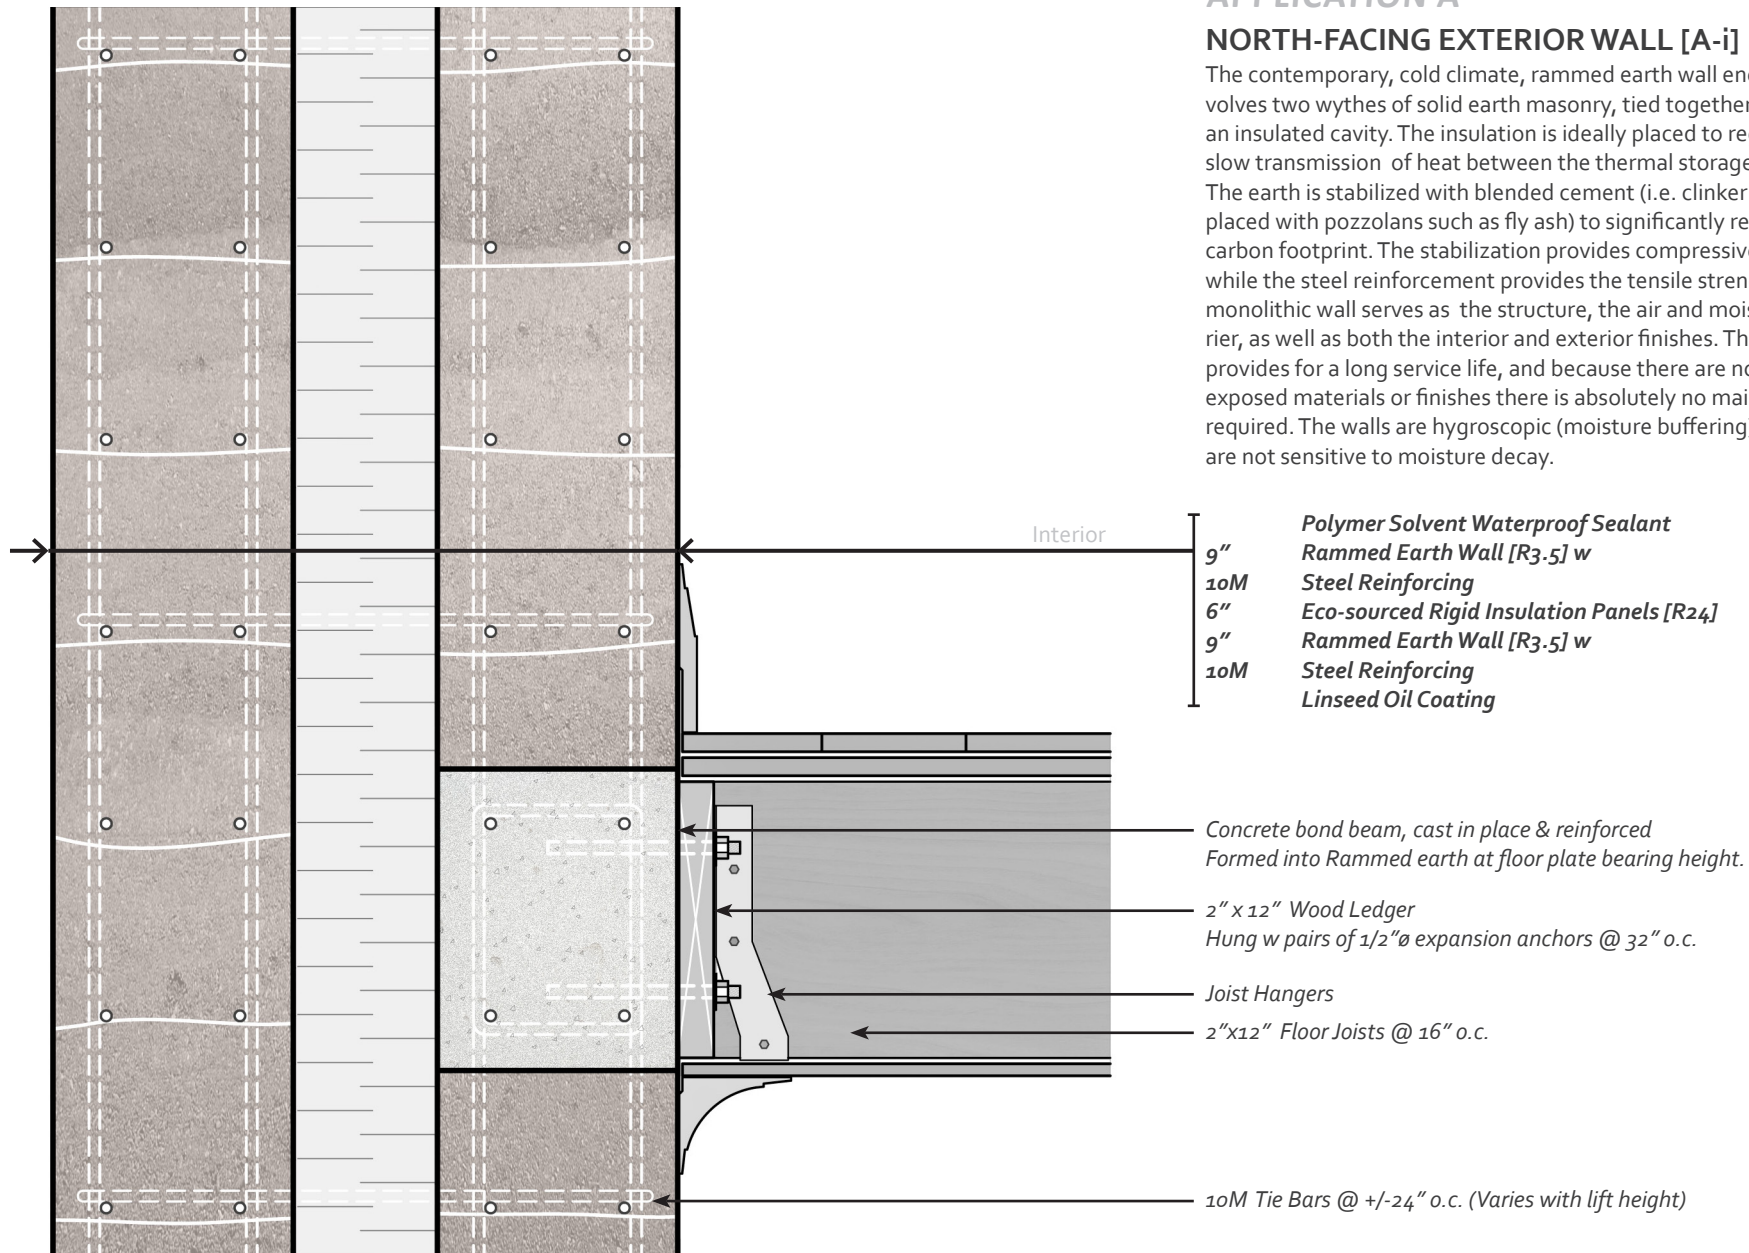 APPLICATION A
NORTH-FACING EXTERIOR WALL [A-i]
The contemporary, cold climate, rammed earth wall
volves two wythes of solid earth masonry, tied together
an insulated cavity. The insulation is ideally placed to
slow transmission of heat between the thermal storage
The earth is stabilized with blended cement (i.e. clinker
placed with pozzolans such as fly ash) to significantly
carbon footprint. The stabilization provides compressive
while the steel reinforcement provides the tensile
monolithic wall serves as the structure, the air and
rier, as well as both the interior and exterior finishes.
provides for a long service life, and because there are
exposed materials or finishes there is absolutely no
required. The walls are hygroscopic (moisture buffering)
are not sensitive to moisture decay.
Interior
Polymer Solvent Waterproof Sealant
9" Rammed Earth Wall [R3.5] w
10M Steel Reinforcing
6" Eco-sourced Rigid Insulation Panels [R24]
9" Rammed Earth Wall [R3.5] w
10M Steel Reinforcing
Linseed Oil Coating
Concrete bond beam, cast in place & reinforced
Formed into Rammed earth at floor plate bearing height.
2" x 12" Wood Ledger
Hung w pairs of 1/2"ø expansion anchors @ 32" o.c.
Joist Hangers
2"x12" Floor Joists @ 16" o.c.
10M Tie Bars @ +/-24" o.c. (Varies with lift height)